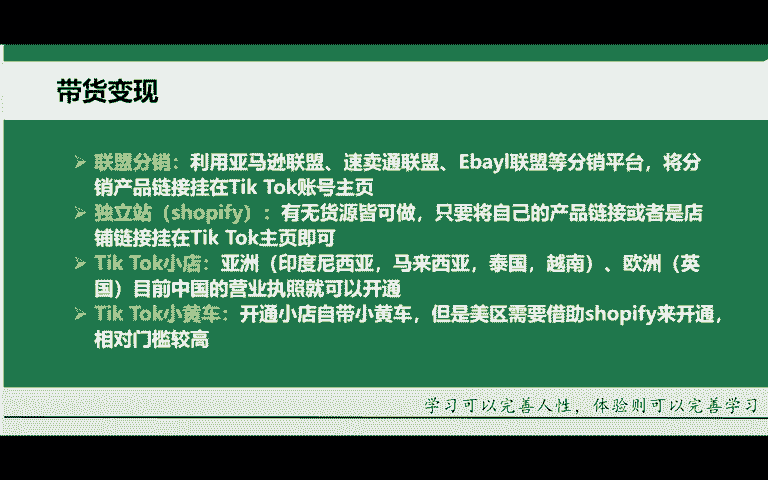 带货变现
➢ 联盟分销：利用亚马逊联盟、速卖通联盟、Ebayl联盟等分销平台，将分
销产品链接挂在Tik Tok账号主页
➢ 独立站（shopify）：有无货源皆可做，只要将自己的产品链接或者是店
铺链接挂在Tik Tok主页即可
➢ Tik Tok小店：亚洲（印度尼西亚，马来西亚，泰国，越南）、欧洲（英
国）目前中国的营业执照就可以开通
➢ Tik Tok小黄车：开通小店自带小黄车，但是美区需要借助shopify来开通，
相对门槛较高
学习可以完善人性，体验则可以完善学习